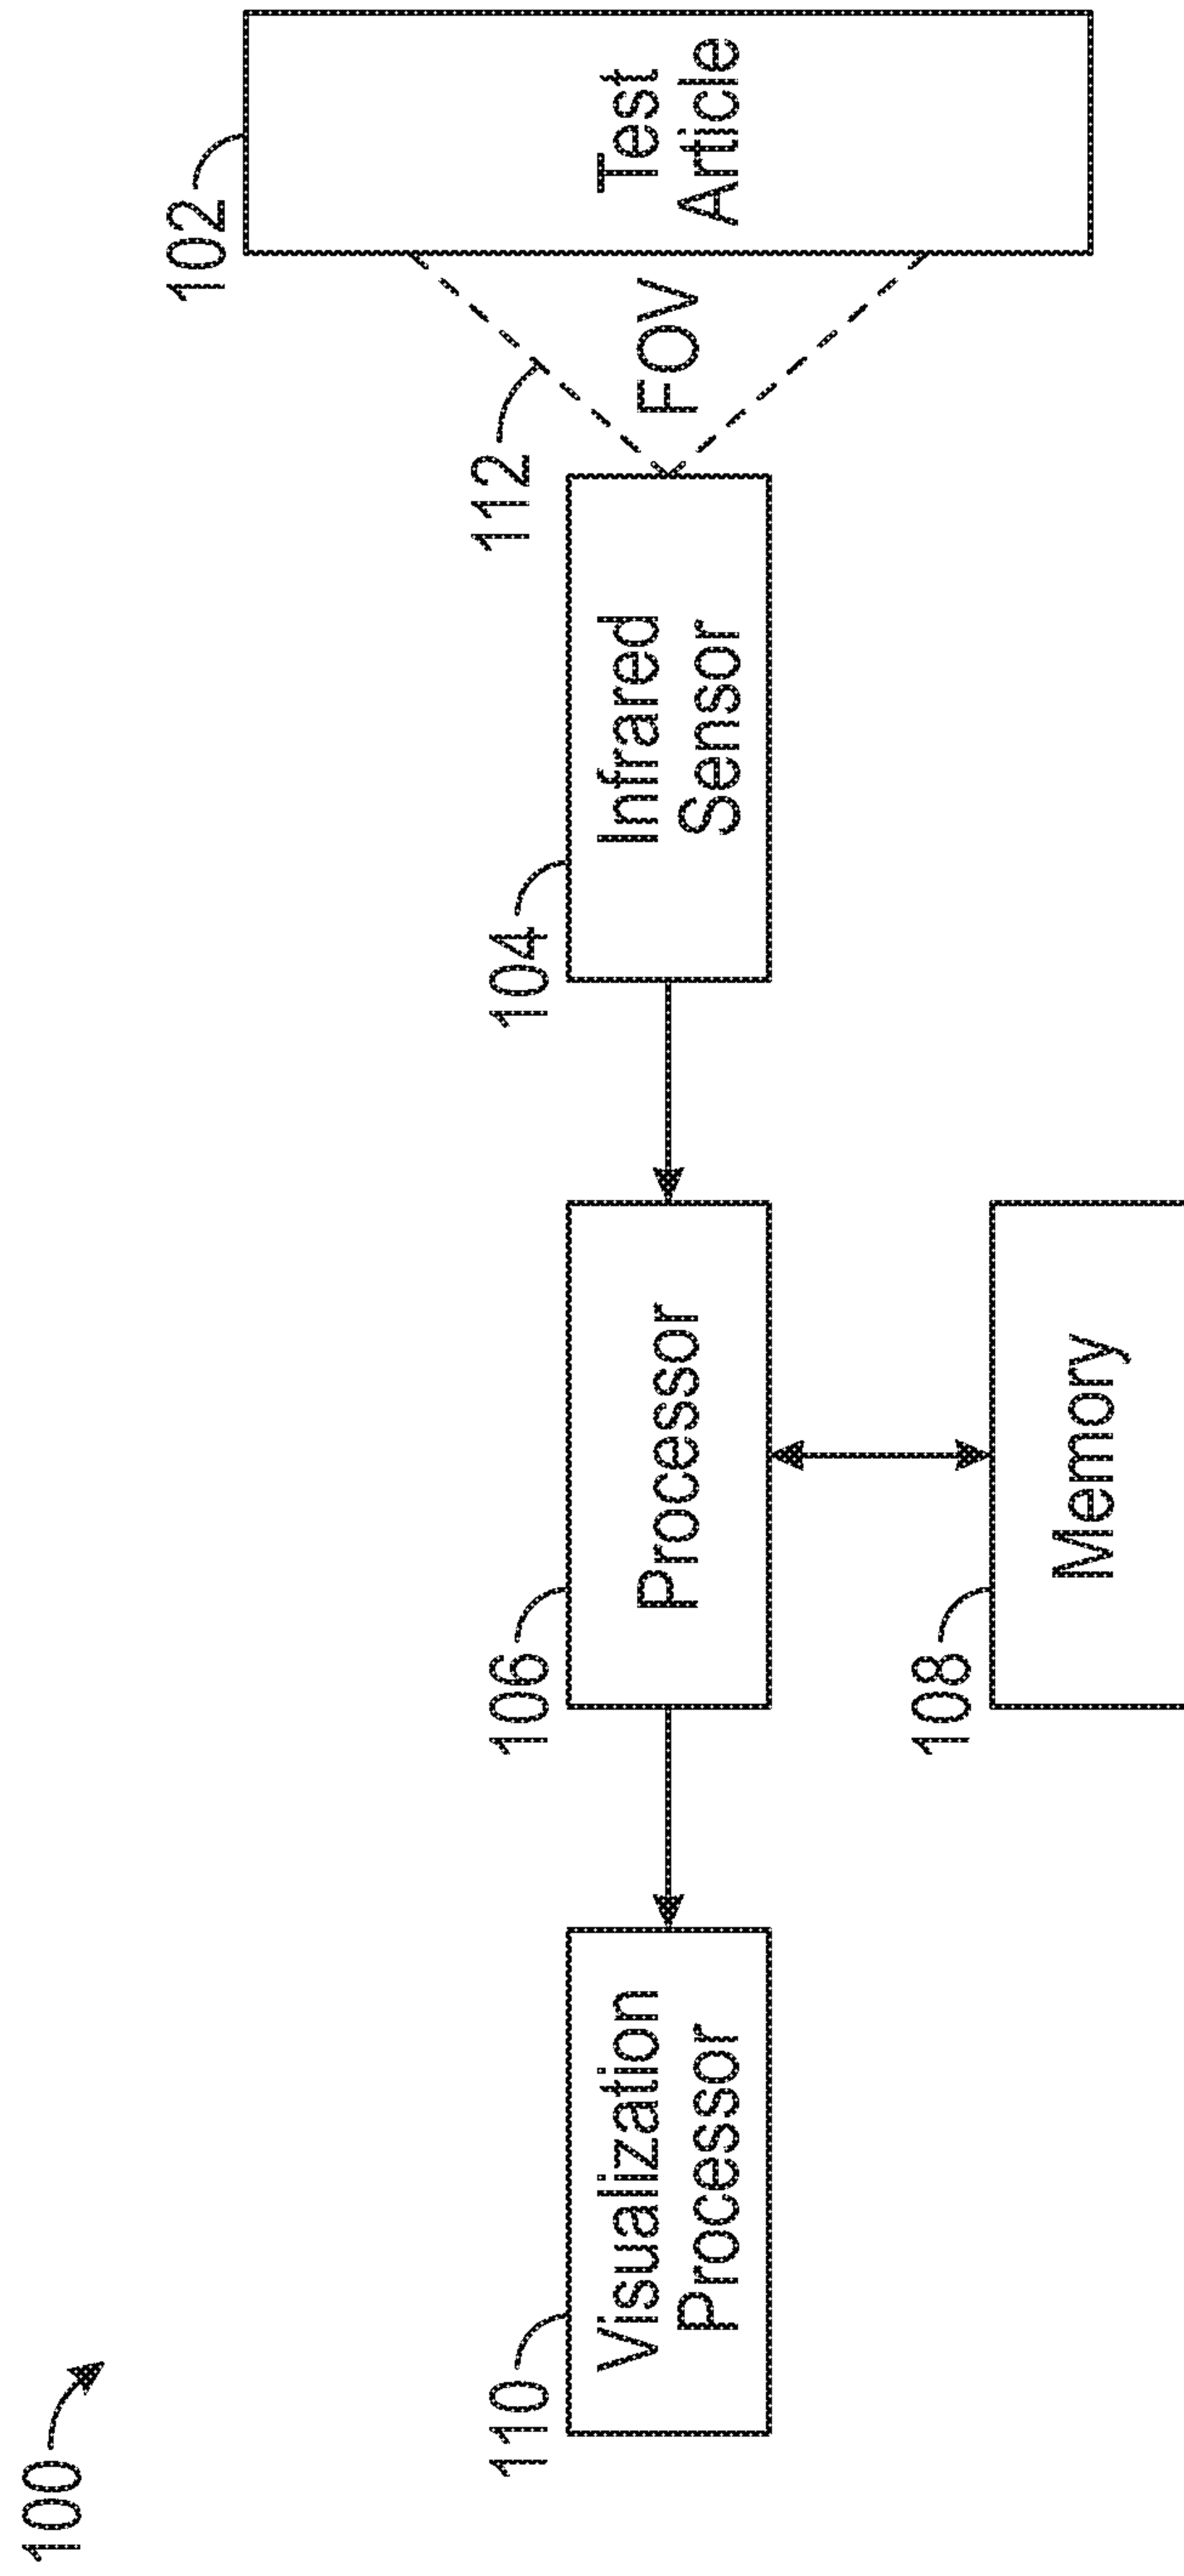 100
110
Visualization
Processor
106
Processor
108
Memory
104
Infrared
Sensor
112
FOV
102
Test
Article